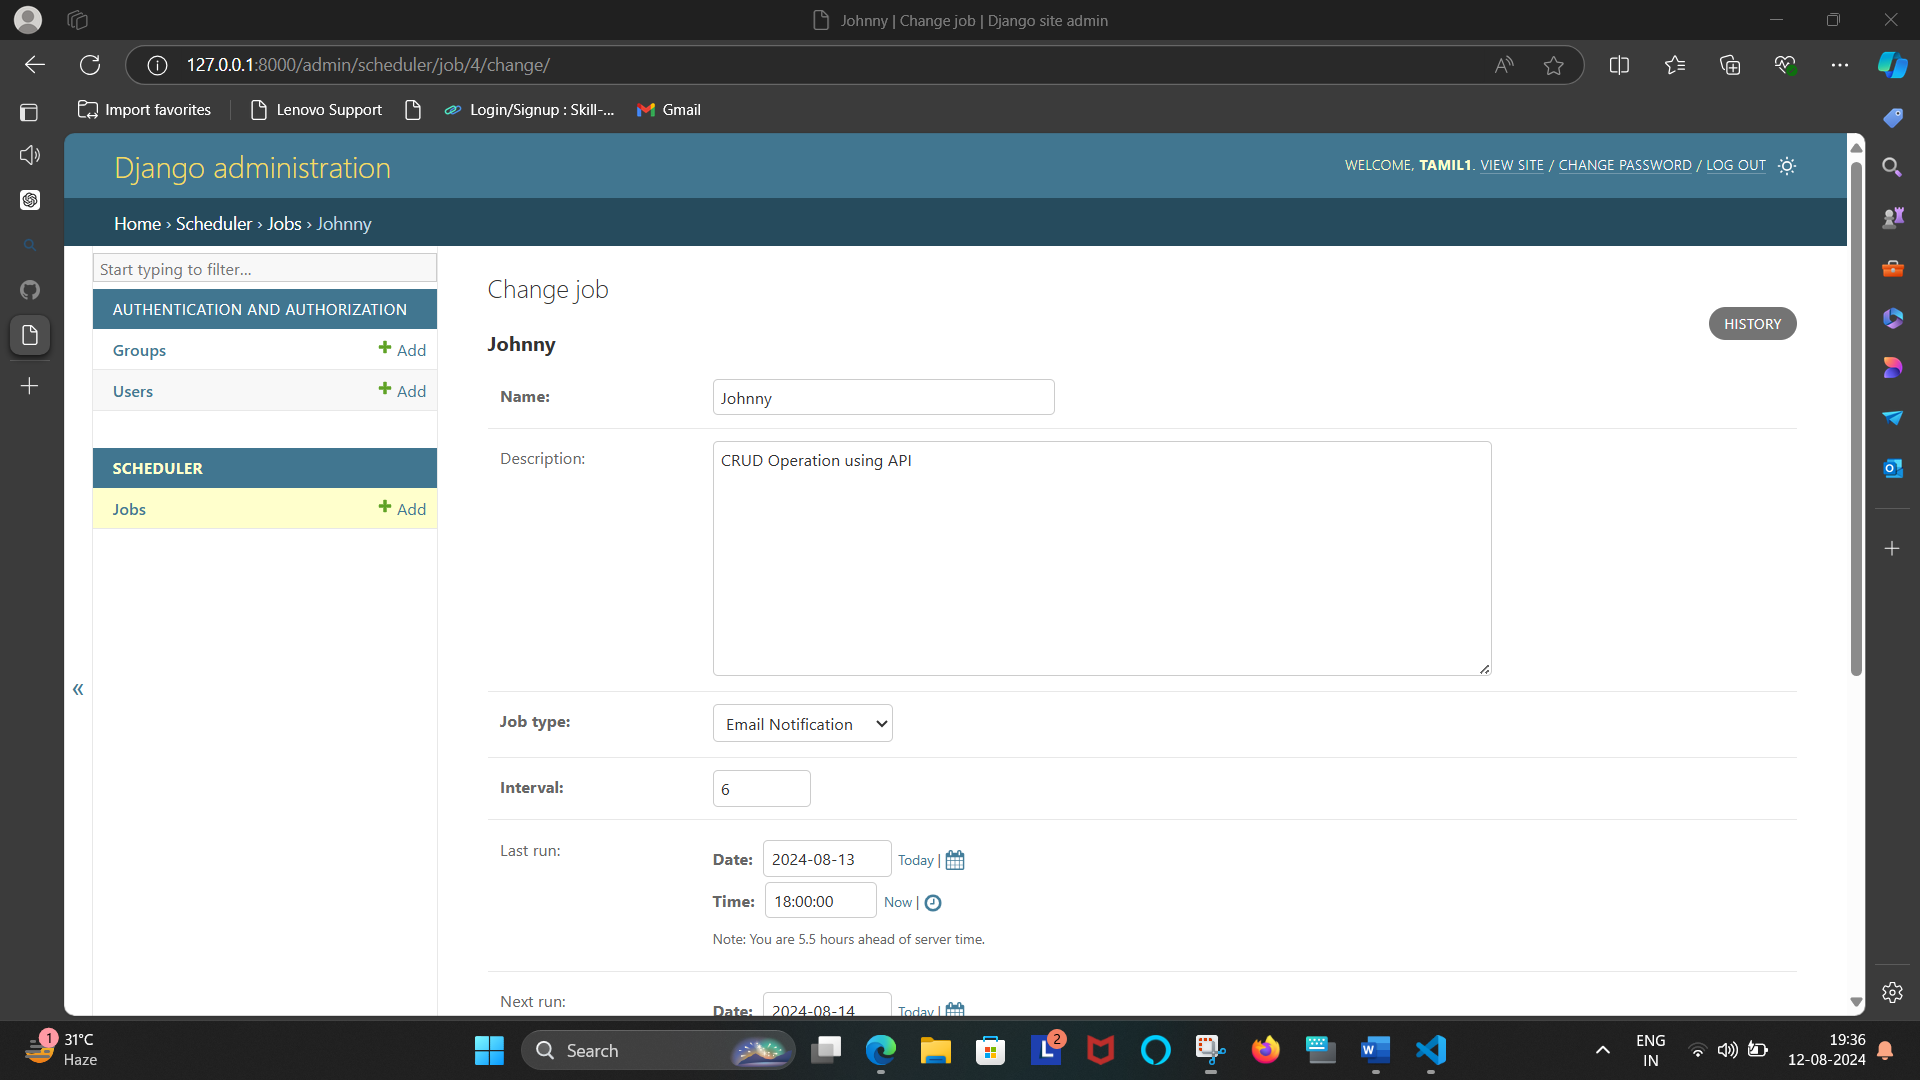 Johnny | Change job | Django site admin
127.0.0.1:8000/admin/scheduler/job/4/change/
Import favorites
Lenovo Support
Login/Signup : Skill-...
Gmail
Django administration
WELCOME, TAMIL1. VIEW SITE / CHANGE PASSWORD / LOG OUT
Home › Scheduler › Jobs › Johnny
Start typing to filter...
AUTHENTICATION AND AUTHORIZATION
Groups
Add
Users
Add
SCHEDULER
Jobs
Add
Change job
HISTORY
Johnny
Name:
Johnny
Description:
CRUD Operation using API
Job type:
Email Notification
Interval:
6
Last run:
Date: 2024-08-13 Today |
Time: 18:00:00 Now |
Note: You are 5.5 hours ahead of server time.
Next run:
Date: 2024-08-14 Today |
1
31°C
Haze
Search
2
ENG
IN
19:36
12-08-2024